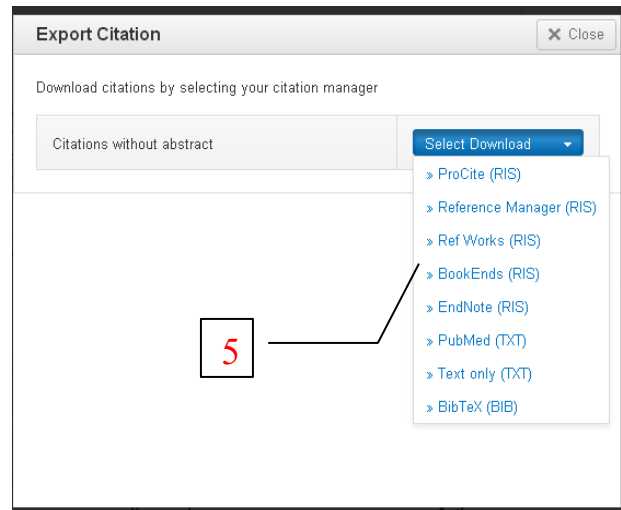 Export Citation
× Close
Download citations by selecting your citation manager
Citations without abstract
Select Download
» ProCite (RIS)
» Reference Manager (RIS)
» Ref Works (RIS)
» BookEnds (RIS)
» EndNote (RIS)
5
» PubMed (TXT)
» Text only (TXT)
» BibTeX (BIB)